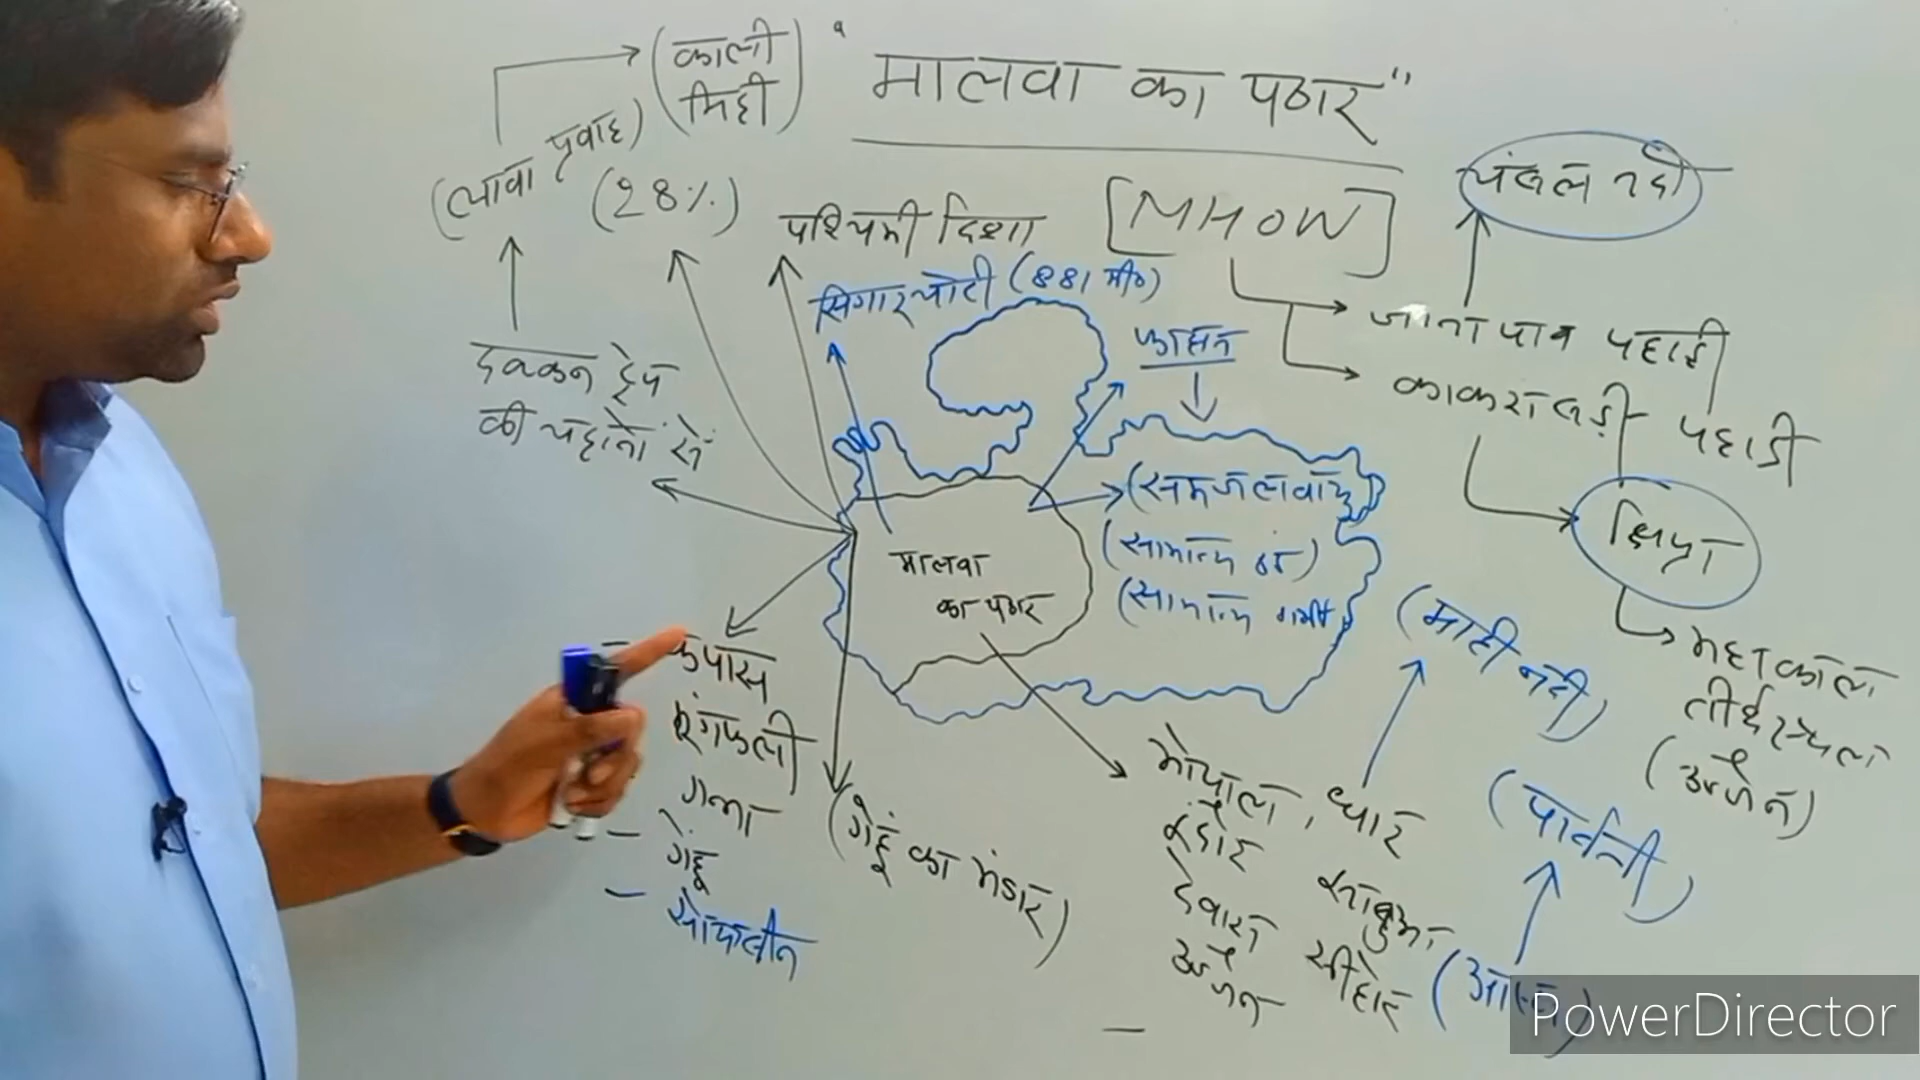 "मालवा का पठार"
(काली
मिट्टी)
(लावा प्रवाह)
(28%)
पश्चिमी दिशा
[MHOW]
चंबल नदी
सिगार चोटी (881 मी०)
जानापाव पहाड़ी
काकराबर्डी पहाडी
दक्कन ट्रेप
की चट्टानों से
(समजलवायु)
(सामान्य ठंड)
(सामान्य गर्मी)
मालवा
का पठार
क्षिप्रा
महाकाल
तीर्थस्थल
(उज्जैन)
(माही नदी)
कपास
मूंगफली
गन्ना
– गेंहू
– सोयाबीन
(गेहूं का भंडार)
भोपाल, धार
इंदौर झाबुआ
देवास सीहोर
उज्जैन
(पार्वती)
PowerDirector